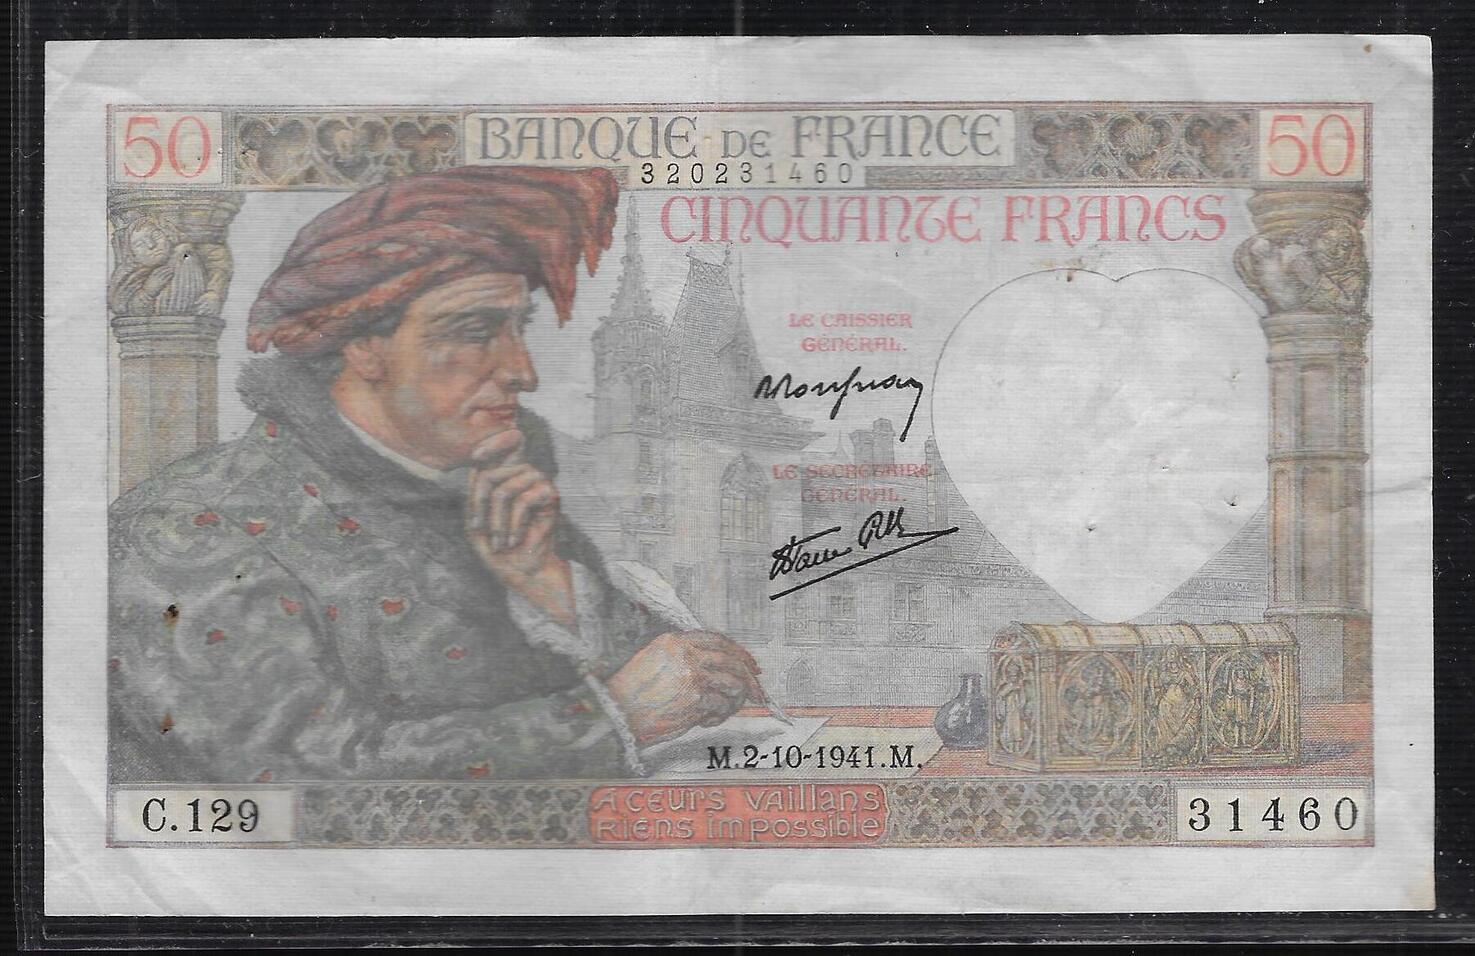 50 BANQUE DE FRANCE 50
320231460
CINQUANTE FRANCS
LE CAISSIER
GÉNÉRAL.
LE SECRÉTAIRE
GÉNÉRAL.
M.2-10-1941.M.
C.129
A CEURS VAILLANS
RIENS IMPOSSIBLE
31460